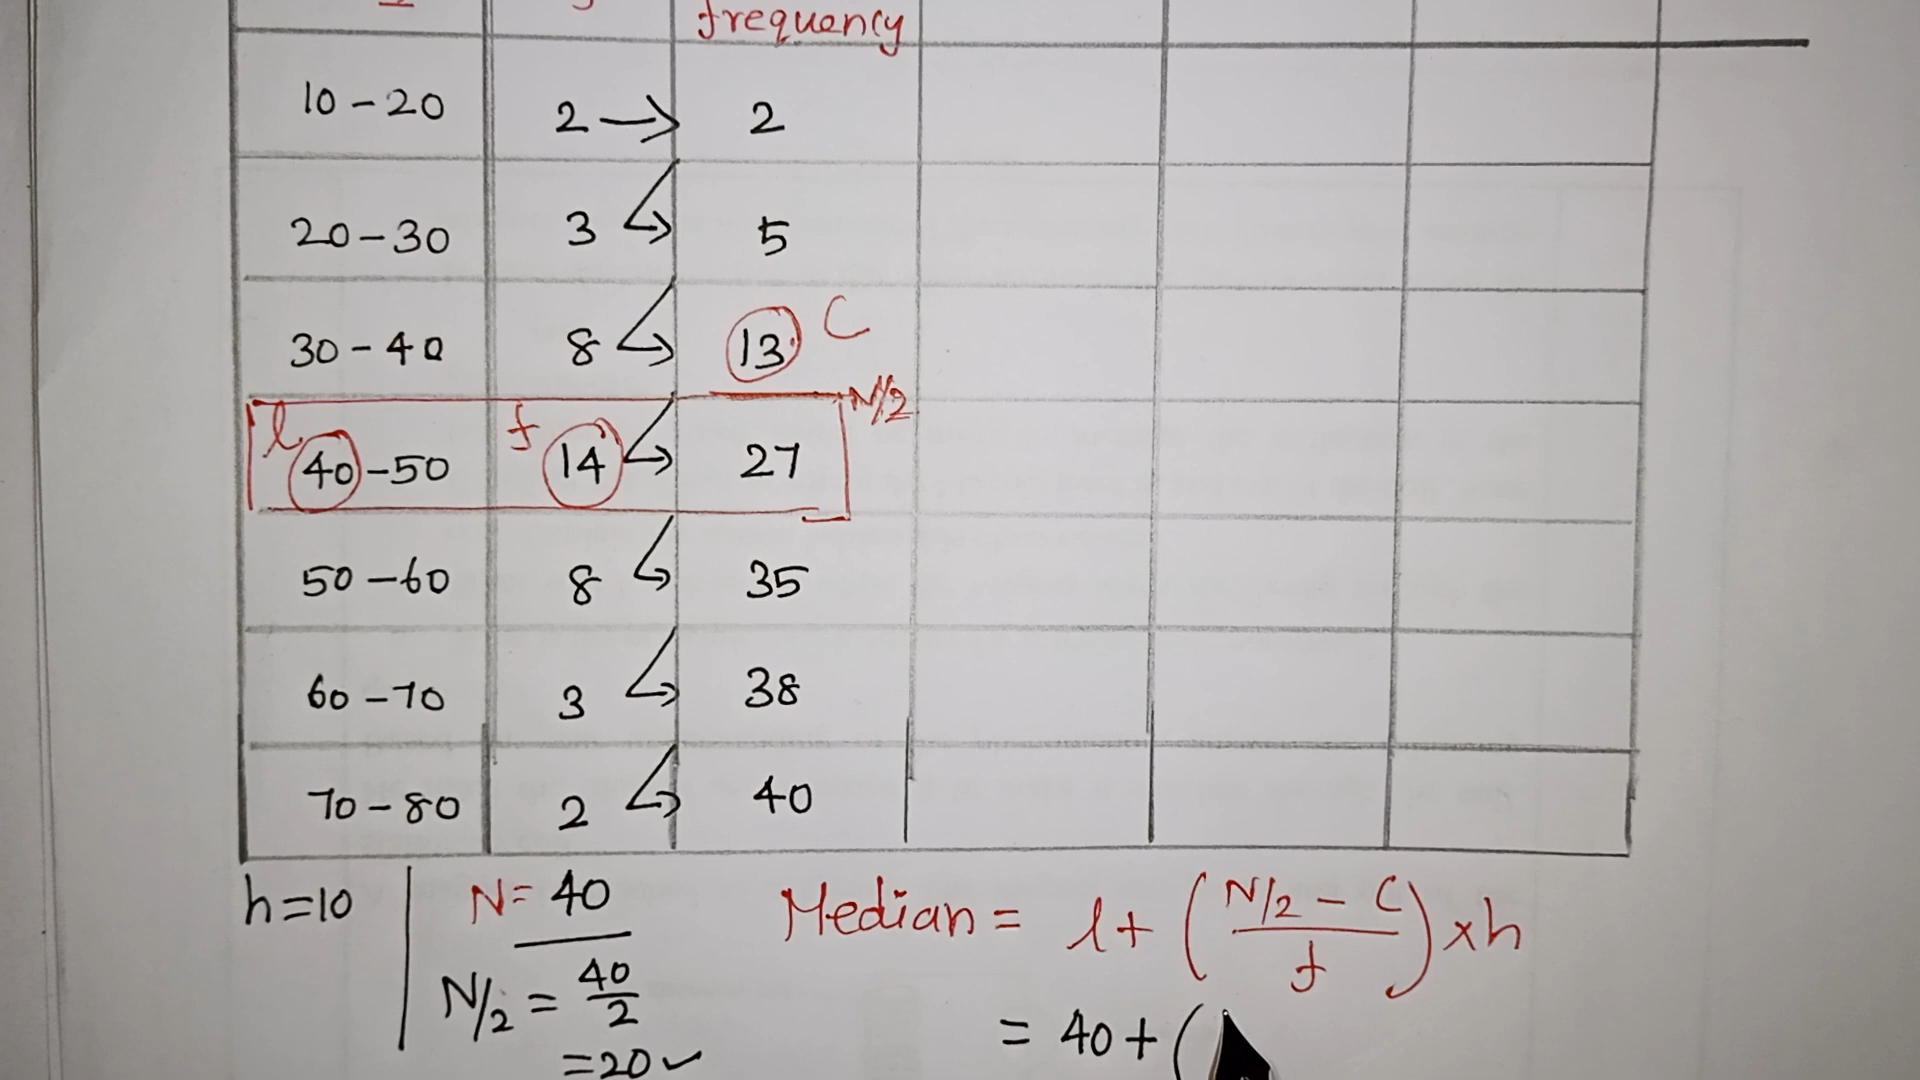 frequency
10-20 2 → 2
20-30 3 5
30-40 8 13 C
N/2
l f
40-50 14 27
50-60 8 35
60-70 3 38
70-80 2 40
h=10 N=40 Median = l+ (N/2 - C / f) xh
N/2 = 40/2 = 40+(
=20✓